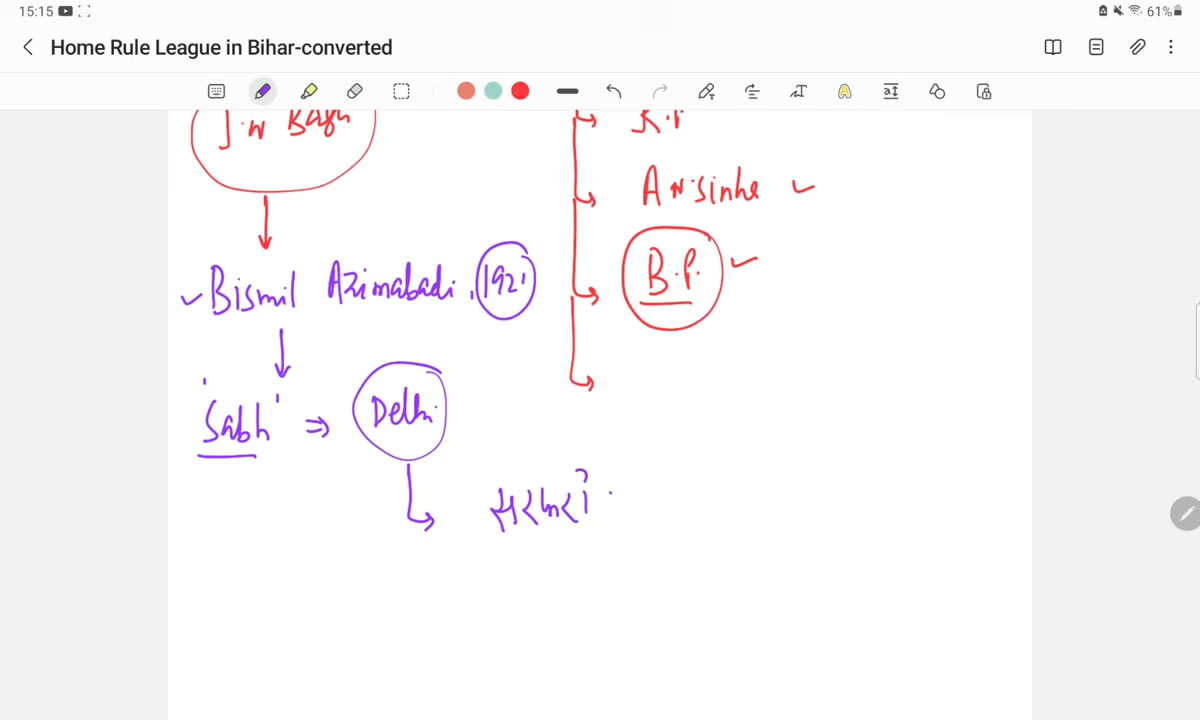 15:15
61%
Home Rule League in Bihar-converted
J.W Bagh
K.P
A N.Sinha
B.P.
Bismil Azimabadi. 1921
'Sabh' ⇒ Delhi